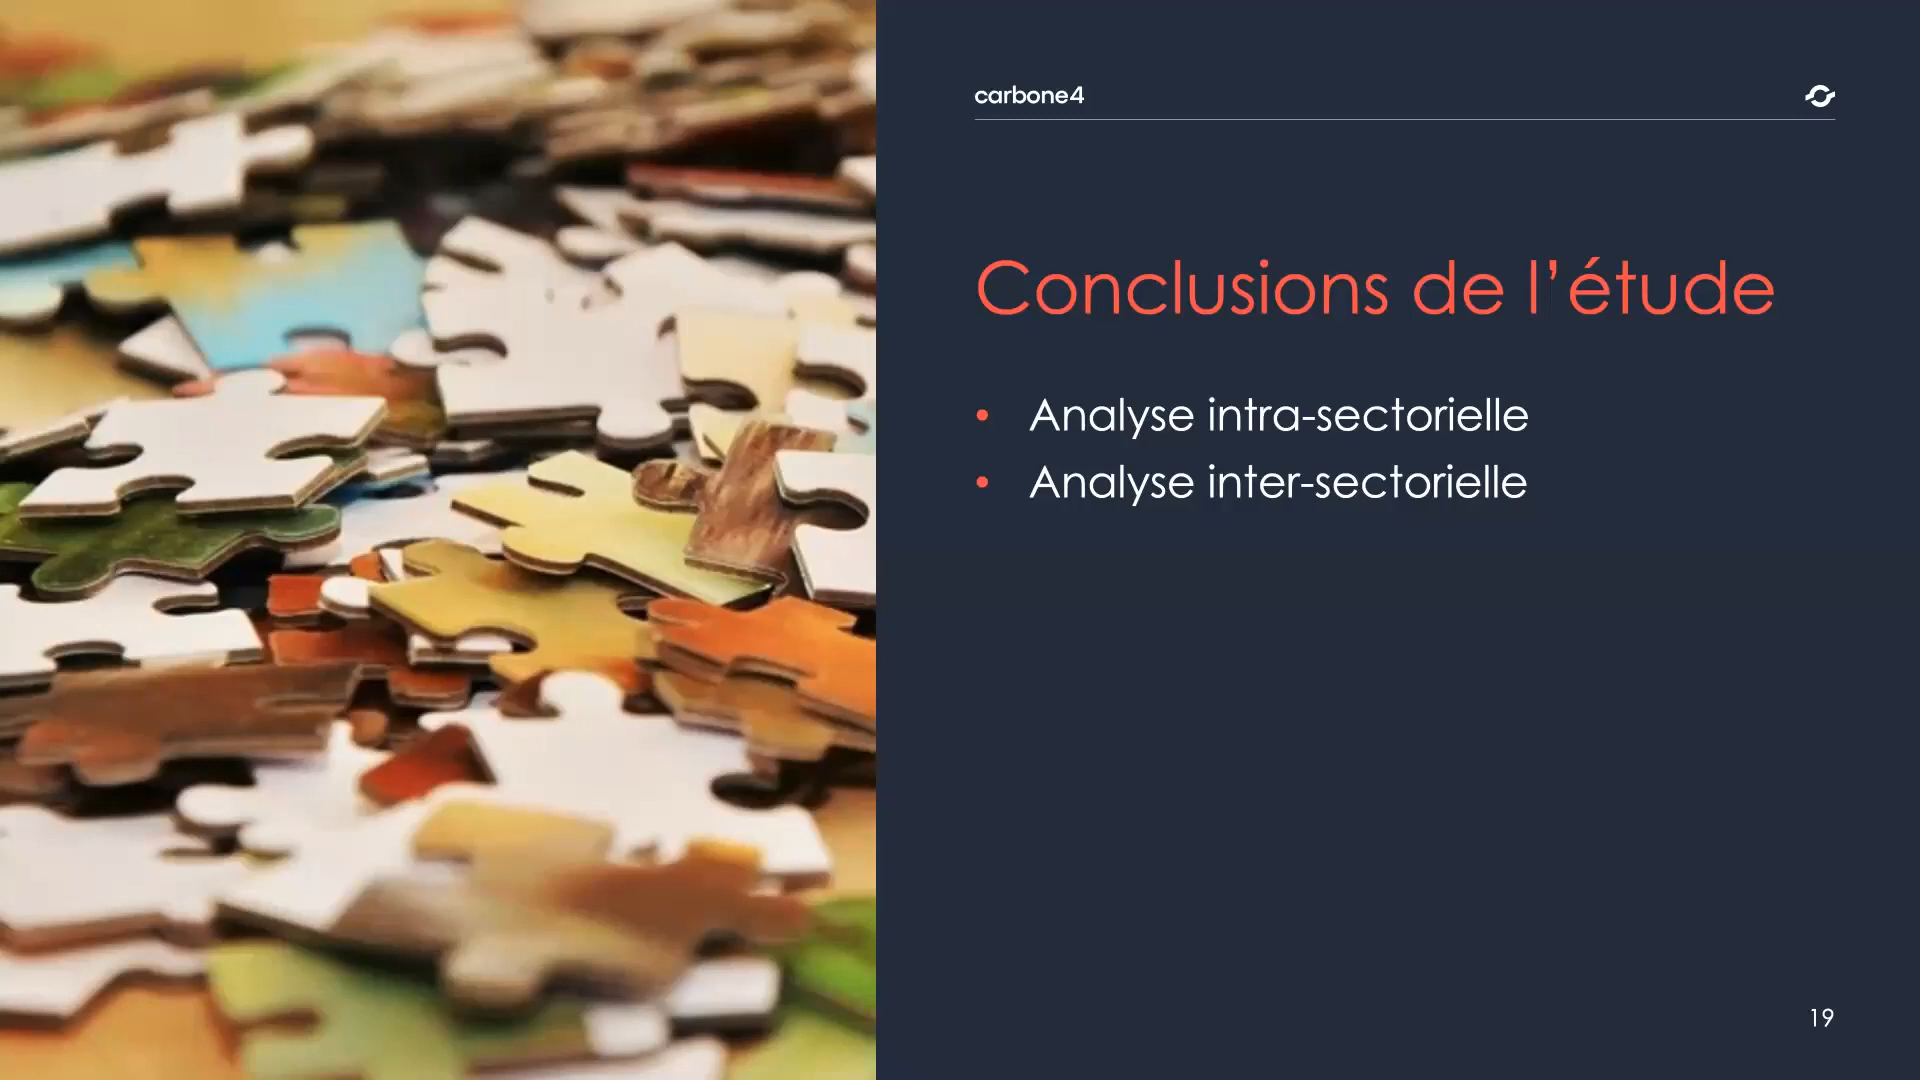 carbone4
Conclusions de l’étude
• Analyse intra-sectorielle
• Analyse inter-sectorielle
19